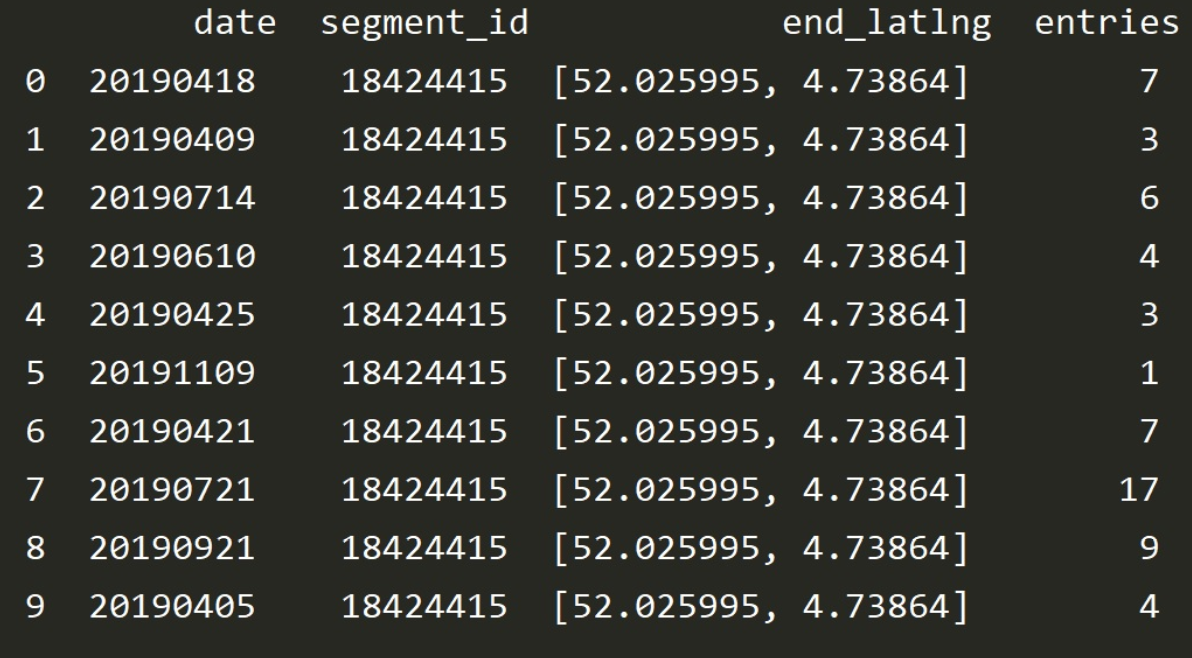 date segment_id end_latlng entries
0 20190418 18424415 [52.025995, 4.73864] 7
1 20190409 18424415 [52.025995, 4.73864] 3
2 20190714 18424415 [52.025995, 4.73864] 6
3 20190610 18424415 [52.025995, 4.73864] 4
4 20190425 18424415 [52.025995, 4.73864] 3
5 20191109 18424415 [52.025995, 4.73864] 1
6 20190421 18424415 [52.025995, 4.73864] 7
7 20190721 18424415 [52.025995, 4.73864] 17
8 20190921 18424415 [52.025995, 4.73864] 9
9 20190405 18424415 [52.025995, 4.73864] 4